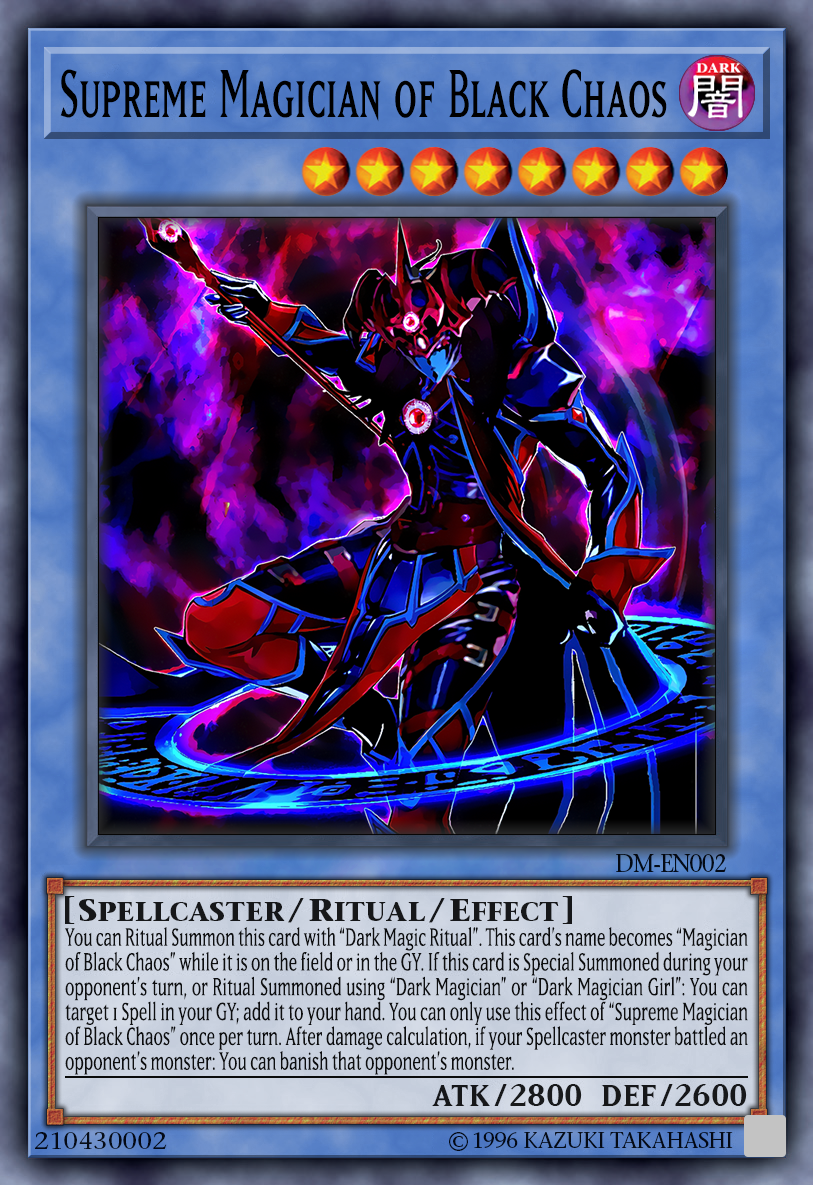 Supreme Magician of Black Chaos
DARK
闇
DM-EN002
[Spellcaster/Ritual/Effect]
You can Ritual Summon this card with “Dark Magic Ritual”. This card’s name becomes “Magician
of Black Chaos” while it is on the field or in the GY. If this card is Special Summoned during your
opponent’s turn, or Ritual Summoned using “Dark Magician” or “Dark Magician Girl”: You can
target 1 Spell in your GY; add it to your hand. You can only use this effect of “Supreme Magician
of Black Chaos” once per turn. After damage calculation, if your Spellcaster monster battled an
opponent’s monster: You can banish that opponent’s monster.
ATK/2800 DEF/2600
210430002
© 1996 KAZUKI TAKAHASHI